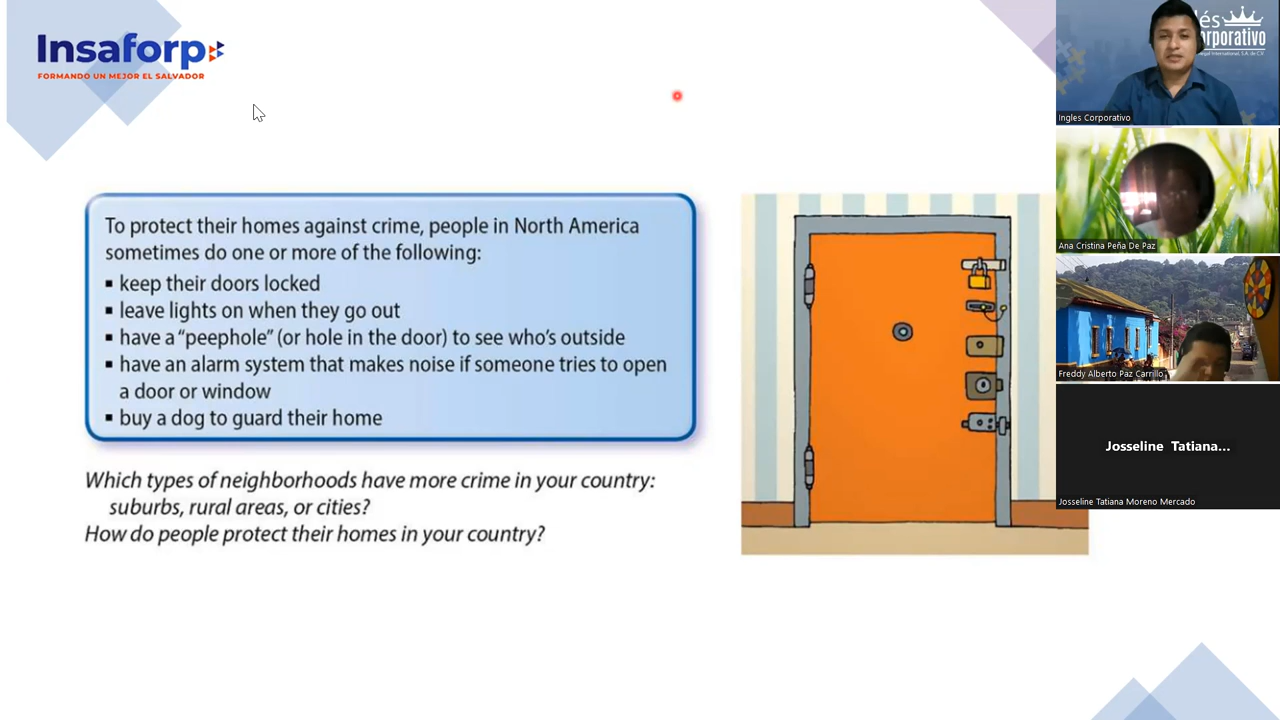 Insaforp
FORMANDO UN MEJOR EL SALVADOR
To protect their homes against crime, people in North America
sometimes do one or more of the following:
▪ keep their doors locked
▪ leave lights on when they go out
▪ have a “peephole” (or hole in the door) to see who’s outside
▪ have an alarm system that makes noise if someone tries to open
a door or window
▪ buy a dog to guard their home
Which types of neighborhoods have more crime in your country:
suburbs, rural areas, or cities?
How do people protect their homes in your country?
Ingles Corporativo
Ana Cristina Peña De Paz
Freddy Alberto Paz Carrillo
Josseline Tatiana...
Josseline Tatiana Moreno Mercado